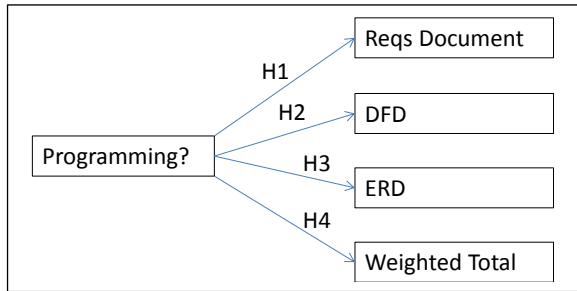 Reqs Document
H1
H2
DFD
Programming?
H3
ERD
H4
Weighted Total